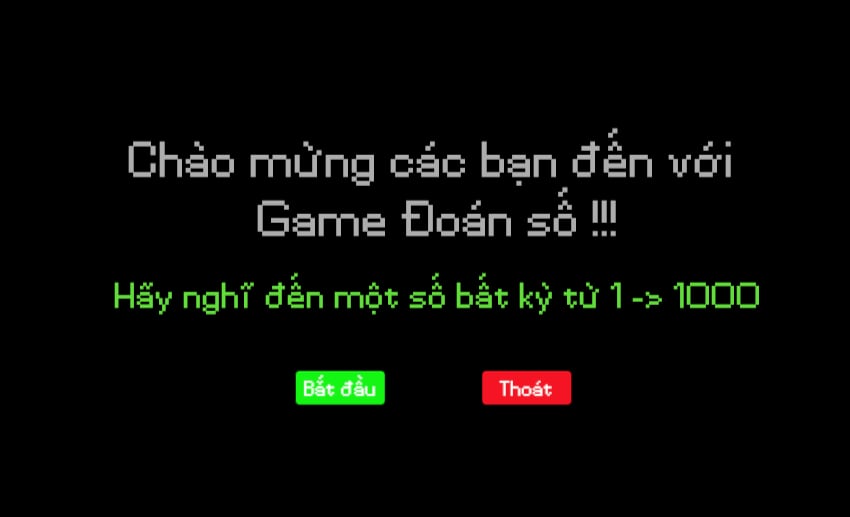 Chào mừng các bạn đến với
Game Đoán số !!!
Hãy nghĩ đến một số bất kỳ từ 1 -> 1000
Bắt đầu
Thoát